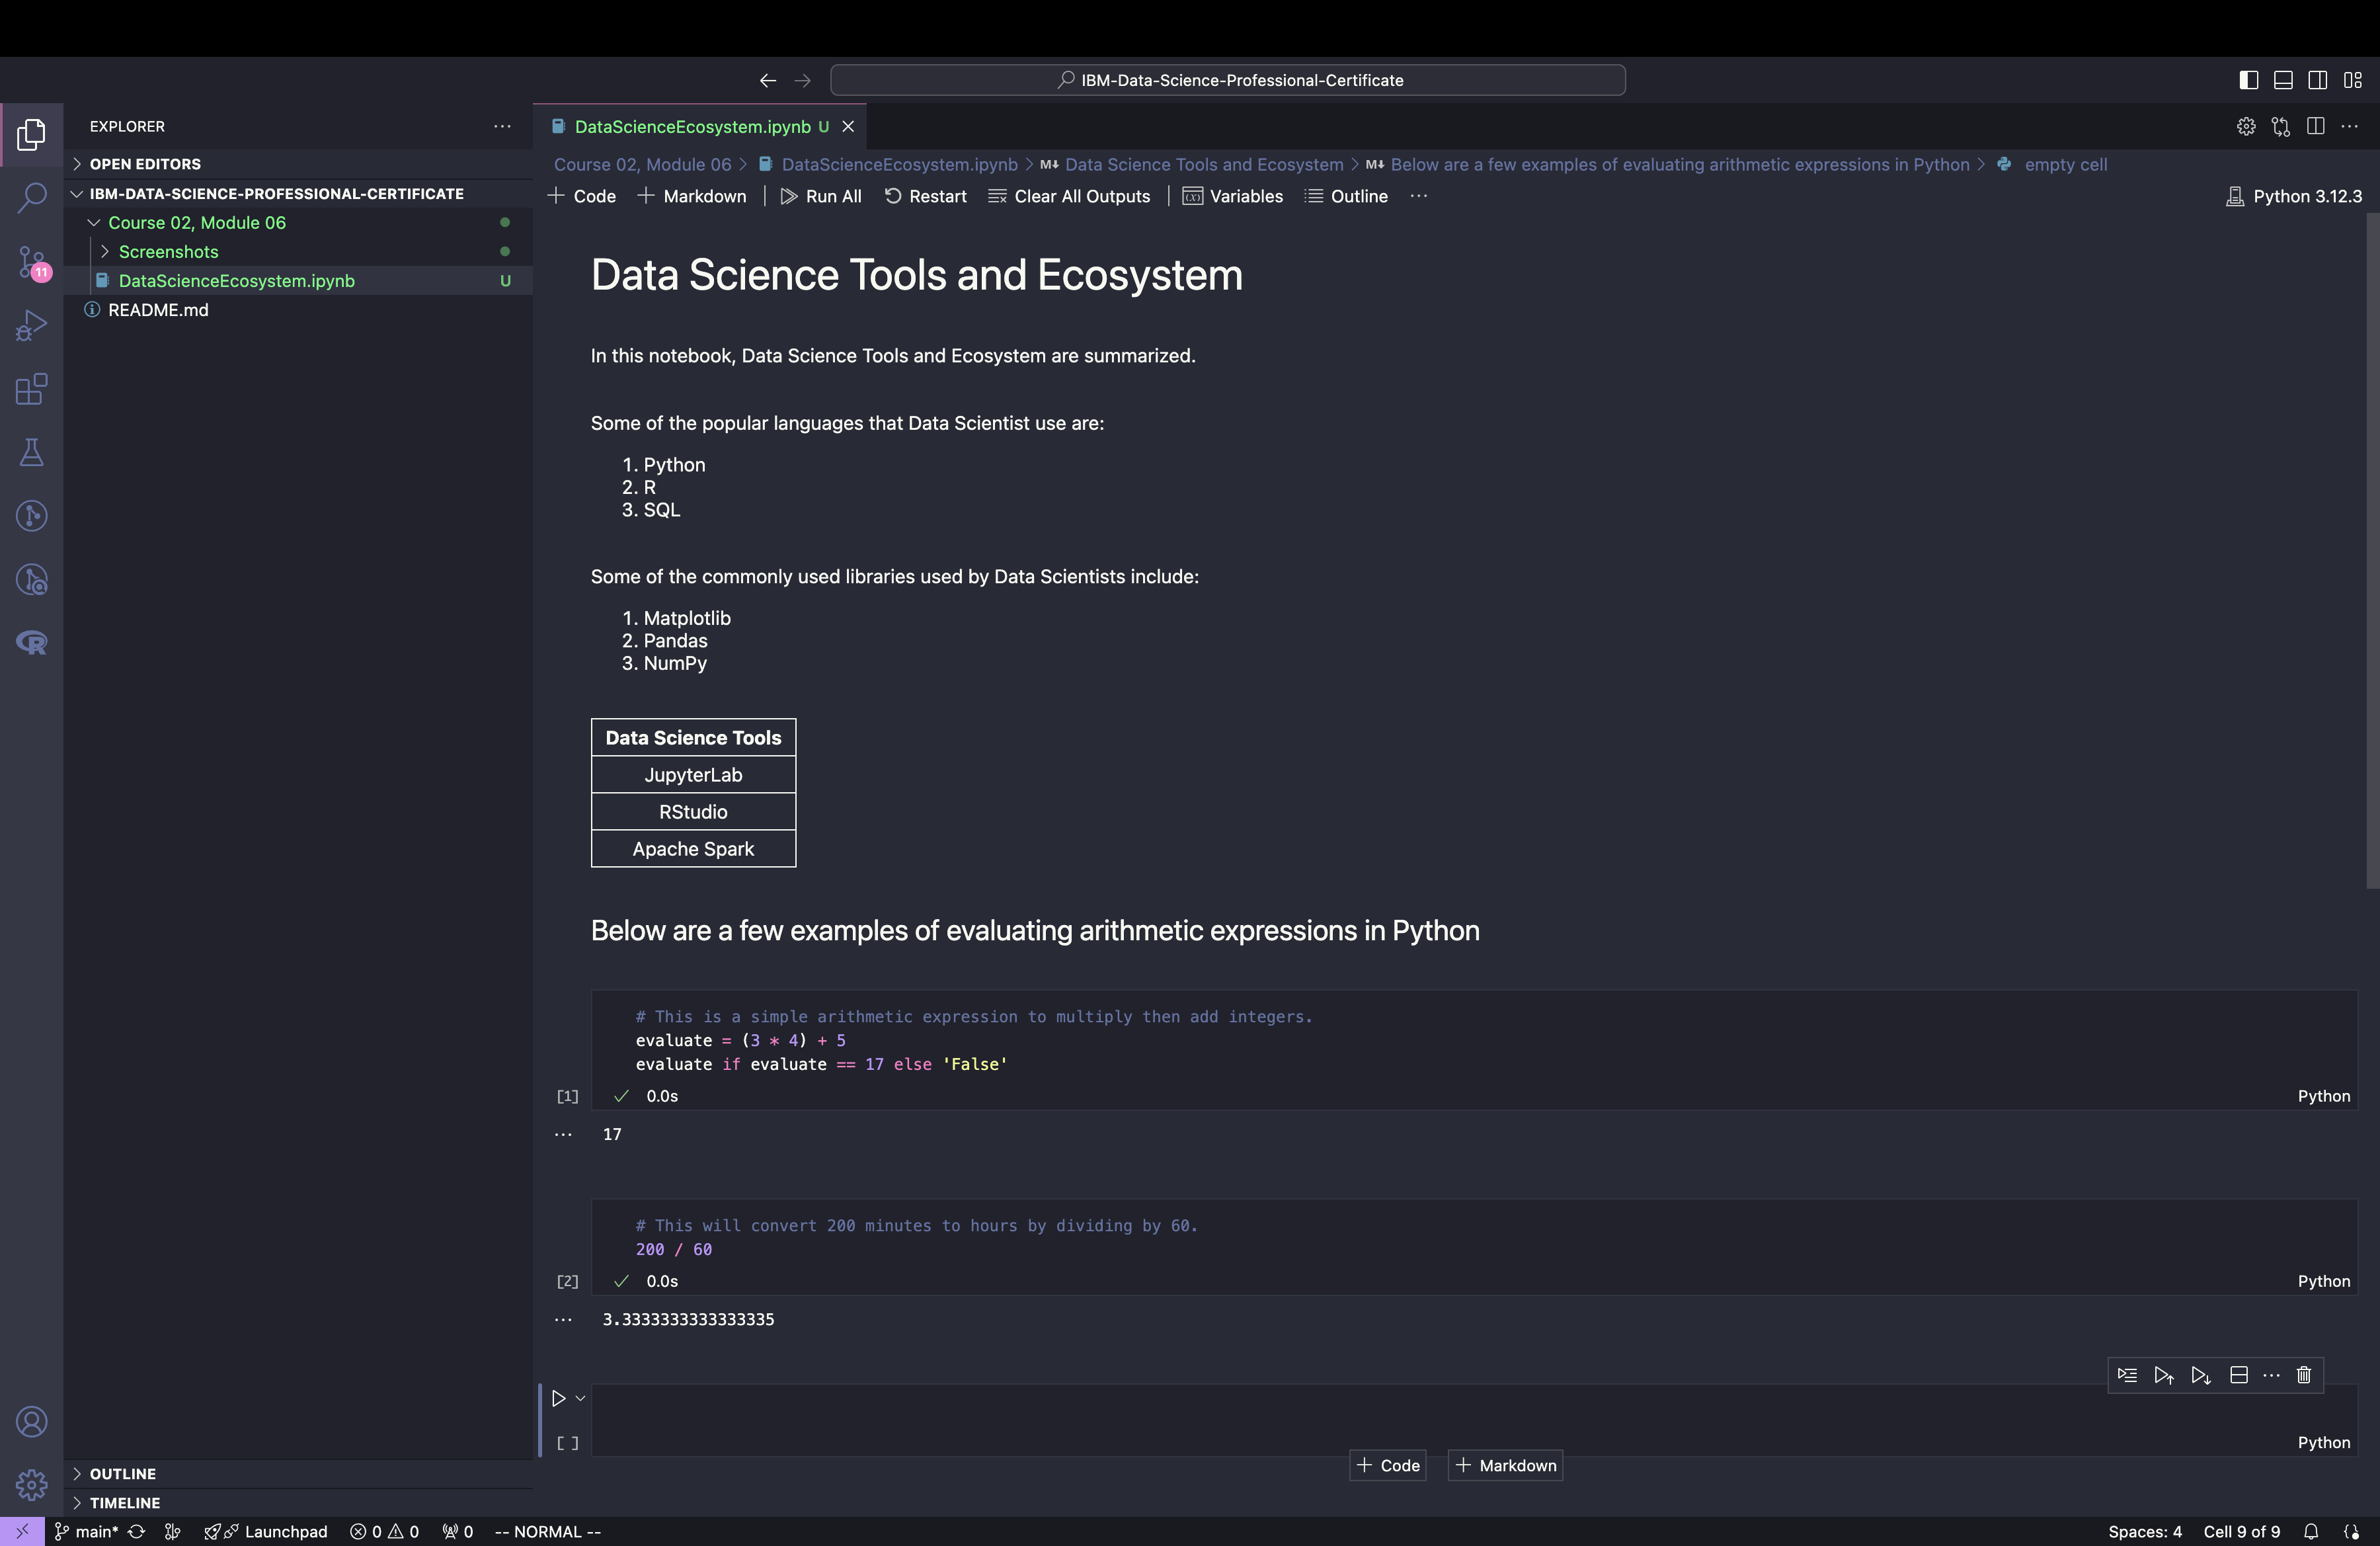 IBM-Data-Science-Professional-Certificate
EXPLORER
OPEN EDITORS
IBM-DATA-SCIENCE-PROFESSIONAL-CERTIFICATE
Course 02, Module 06
Screenshots
DataScienceEcosystem.ipynb U
README.md
11
OUTLINE
TIMELINE
DataScienceEcosystem.ipynb U
Course 02, Module 06 > DataScienceEcosystem.ipynb > M↓ Data Science Tools and Ecosystem > M↓ Below are a few examples of evaluating arithmetic expressions in Python > empty cell
+ Code + Markdown | Run All Restart Clear All Outputs | Variables Outline ...
Python 3.12.3
Data Science Tools and Ecosystem
In this notebook, Data Science Tools and Ecosystem are summarized.
Some of the popular languages that Data Scientist use are:
1. Python
2. R
3. SQL
Some of the commonly used libraries used by Data Scientists include:
1. Matplotlib
2. Pandas
3. NumPy
Data Science Tools
JupyterLab
RStudio
Apache Spark
Below are a few examples of evaluating arithmetic expressions in Python
# This is a simple arithmetic expression to multiply then add integers.
evaluate = (3 * 4) + 5
evaluate if evaluate == 17 else 'False'
[1] ✓ 0.0s Python
... 17
# This will convert 200 minutes to hours by dividing by 60.
200 / 60
[2] ✓ 0.0s Python
... 3.3333333333333335
[ ] Python
+ Code + Markdown
main* Launchpad 0 0 0 -- NORMAL -- Spaces: 4 Cell 9 of 9